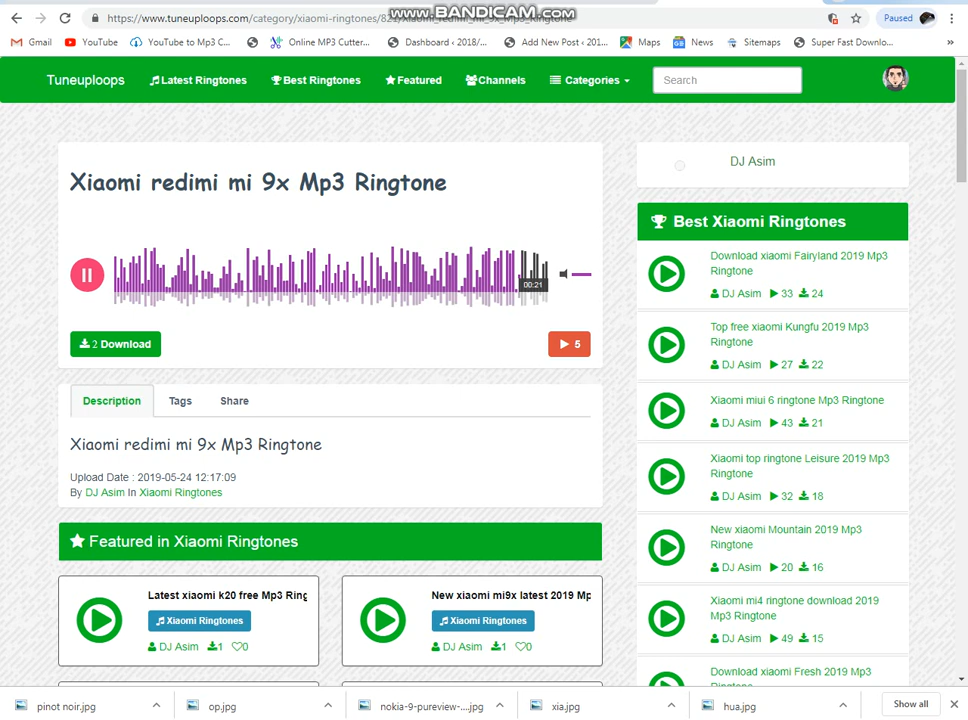 www.BANDICAM.com
https://www.tuneuploops.com/category/xiaomi-ringtones/821/xiaomi_redimi_mi_9x_Mp3_Ringtone
Paused
Gmail YouTube YouTube to Mp3 C... Online MP3 Cutter... Dashboard ‹ 2018/... Add New Post ‹ 201... Maps News Sitemaps Super Fast Downlo... »
Tuneuploops Latest Ringtones Best Ringtones Featured Channels Categories Search
Xiaomi redimi mi 9x Mp3 Ringtone
00:21
2 Download
5
Description Tags Share
Xiaomi redimi mi 9x Mp3 Ringtone
Upload Date : 2019-05-24 12:17:09
By DJ Asim In Xiaomi Ringtones
Featured in Xiaomi Ringtones
Latest xiaomi k20 free Mp3 Ring
Xiaomi Ringtones
DJ Asim 1 0
New xiaomi mi9x latest 2019 Mp
Xiaomi Ringtones
DJ Asim 1 0
DJ Asim
Best Xiaomi Ringtones
Download xiaomi Fairyland 2019 Mp3
Ringtone
DJ Asim 33 24
Top free xiaomi Kungfu 2019 Mp3
Ringtone
DJ Asim 27 22
Xiaomi miui 6 ringtone Mp3 Ringtone
DJ Asim 43 21
Xiaomi top ringtone Leisure 2019 Mp3
Ringtone
DJ Asim 32 18
New xiaomi Mountain 2019 Mp3
Ringtone
DJ Asim 20 16
Xiaomi mi4 ringtone download 2019
Mp3 Ringtone
DJ Asim 49 15
Download xiaomi Fresh 2019 Mp3
Ringtone
pinot noir.jpg op.jpg nokia-9-pureview-....jpg xia.jpg hua.jpg Show all